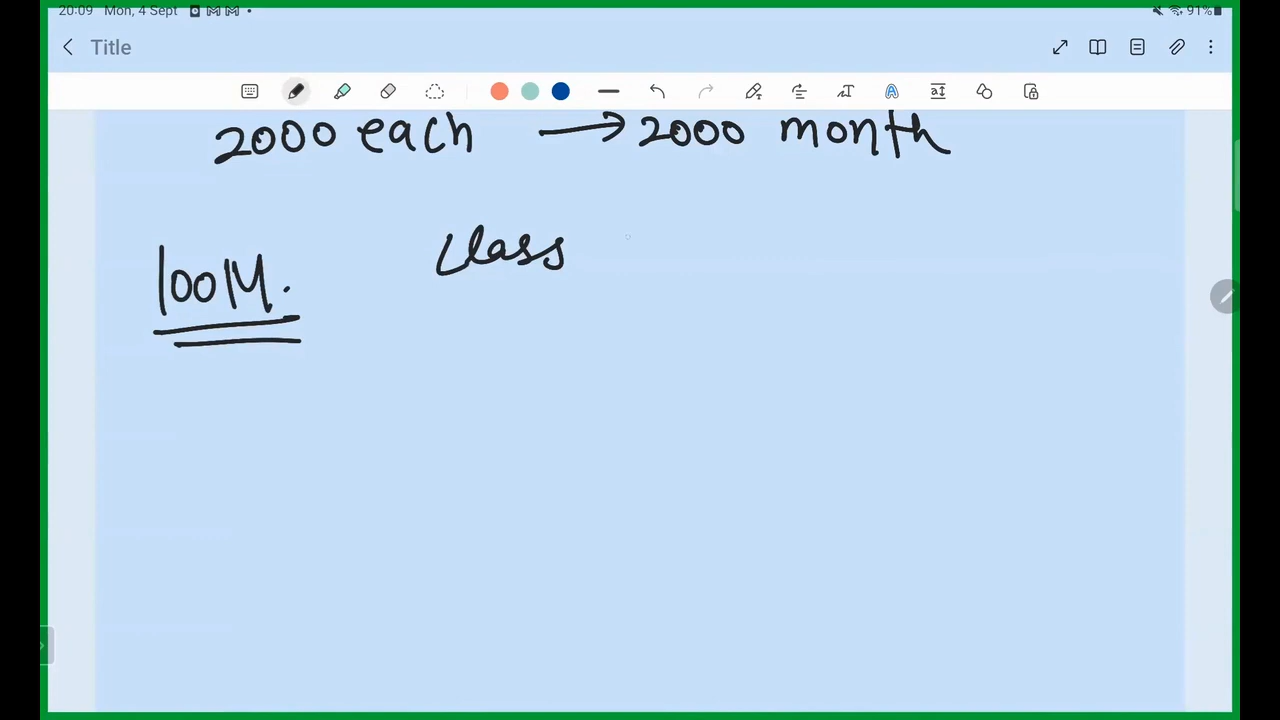 20:09 Mon, 4 Sept 91%
Title
2000 each → 2000 month
class
100M.